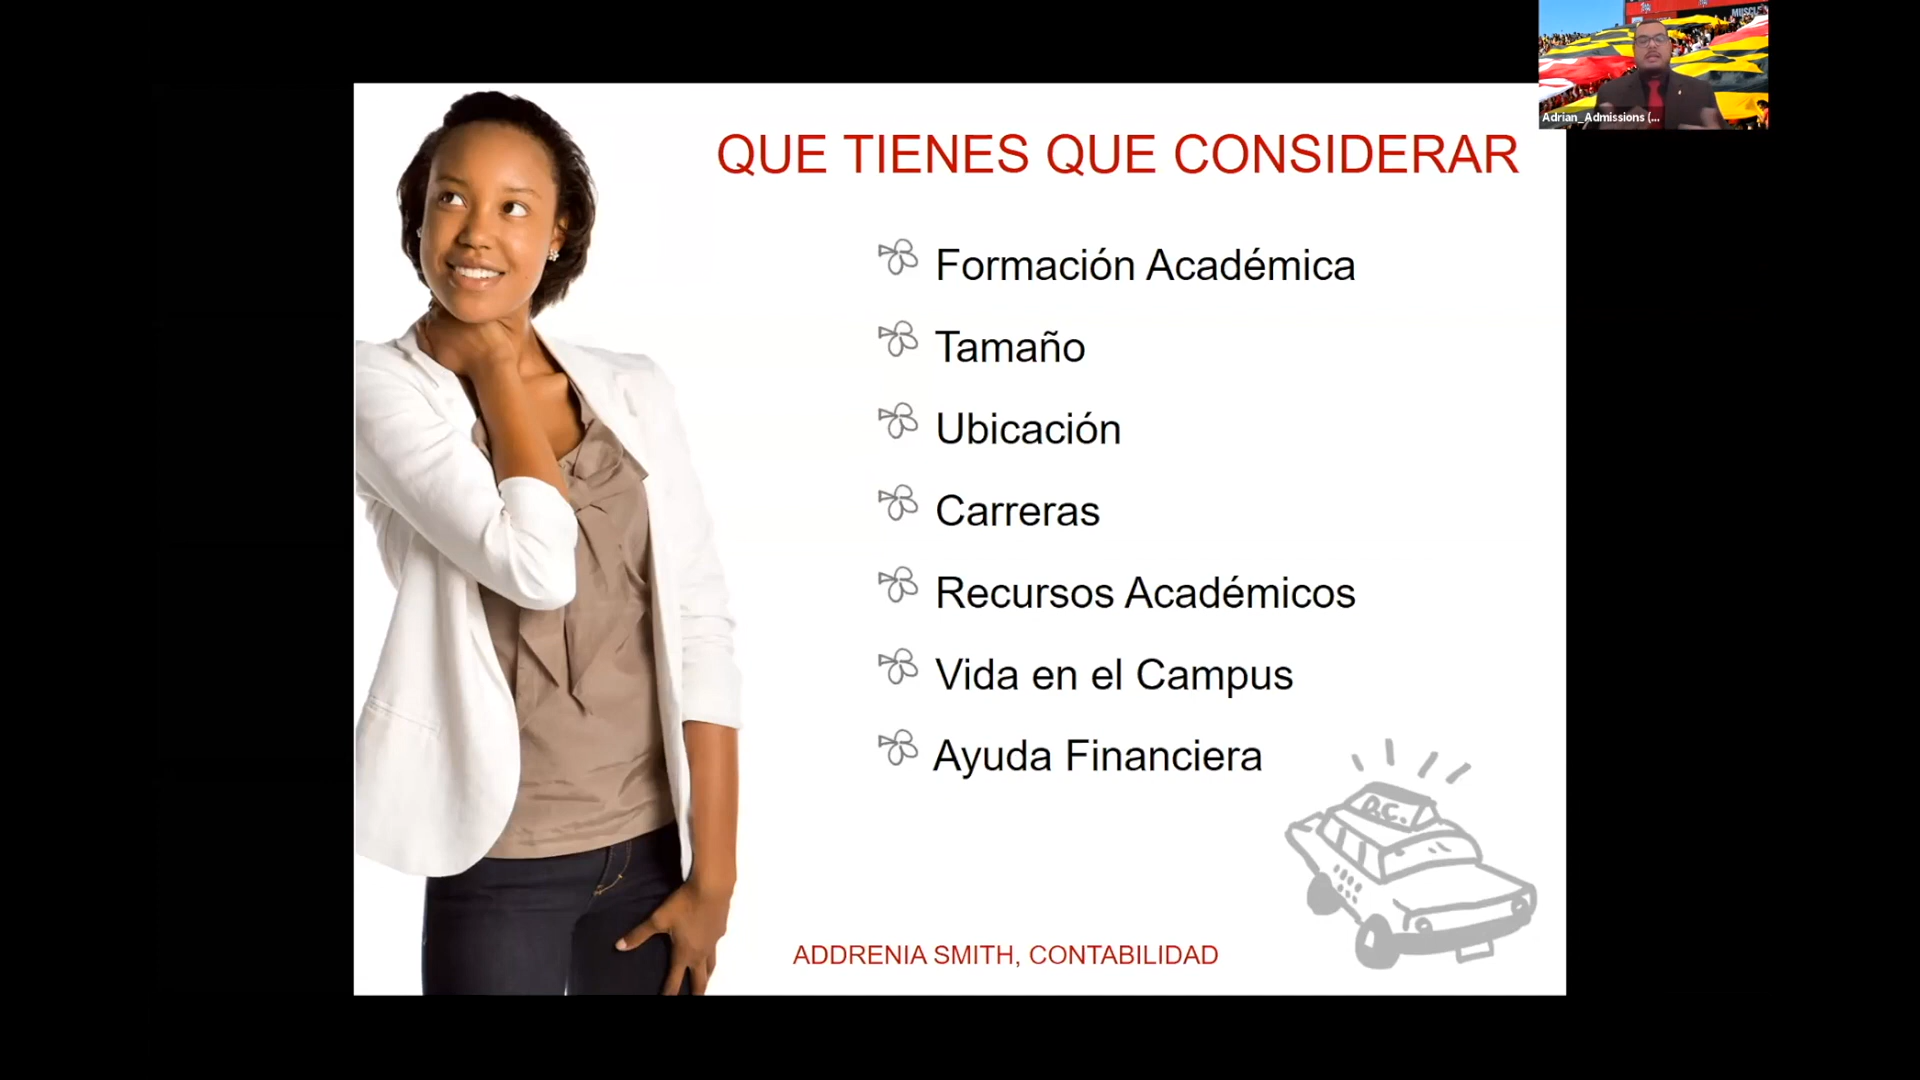 MUSCLE
Adrian_Admissions (...
QUE TIENES QUE CONSIDERAR
Formación Académica
Tamaño
Ubicación
Carreras
Recursos Académicos
Vida en el Campus
Ayuda Financiera
D.C.
ADDRENIA SMITH, CONTABILIDAD